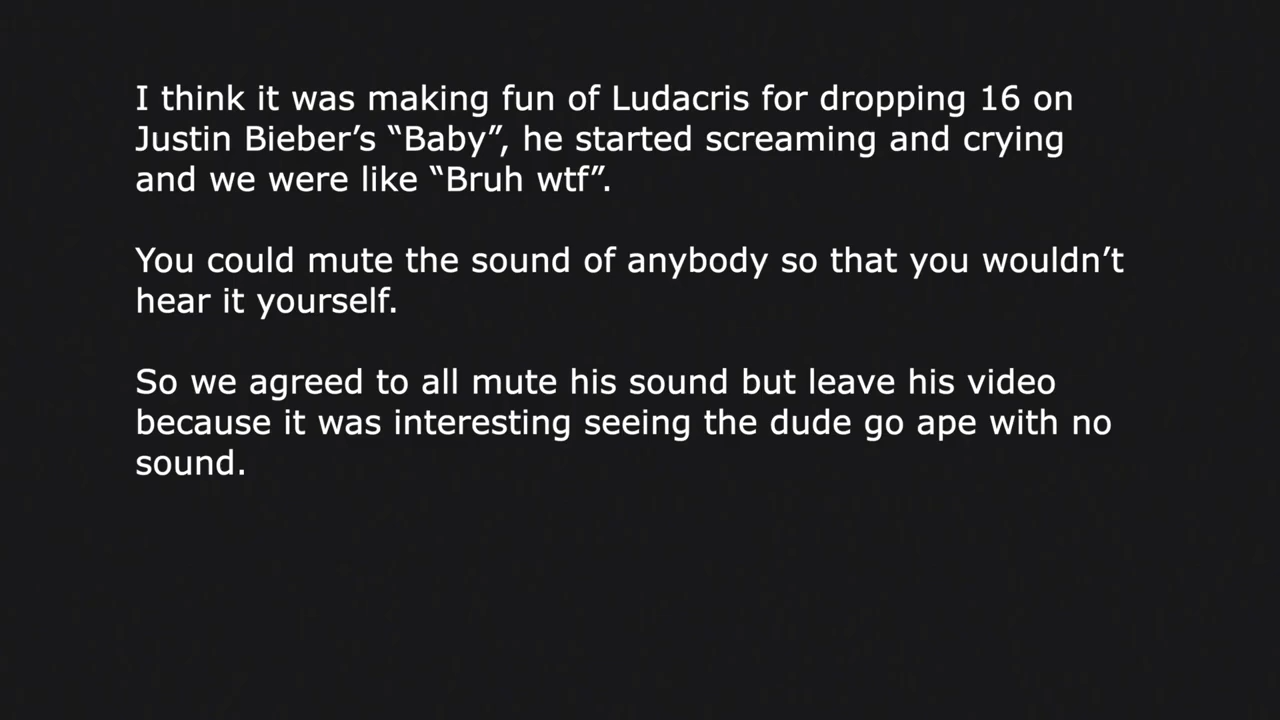 I think it was making fun of Ludacris for dropping 16 on
Justin Bieber’s “Baby”, he started screaming and crying
and we were like “Bruh wtf”.
You could mute the sound of anybody so that you wouldn’t
hear it yourself.
So we agreed to all mute his sound but leave his video
because it was interesting seeing the dude go ape with no
sound.